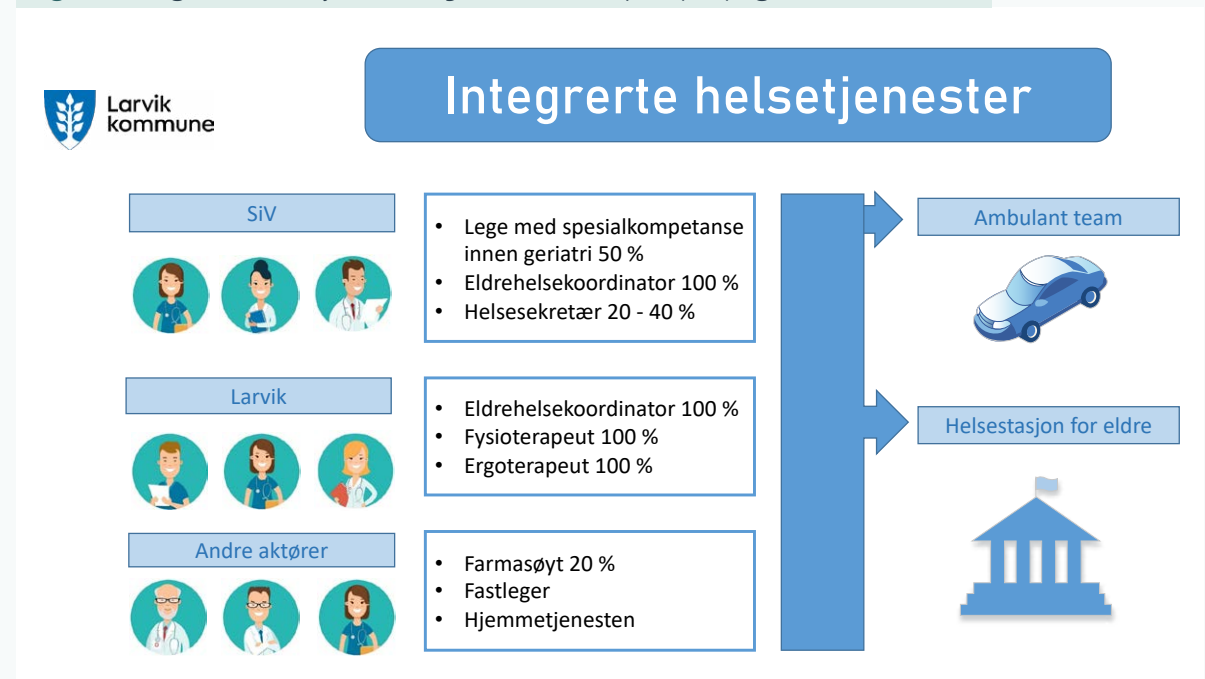 Larvik
kommune
Integrerte helsetjenester
SiV
• Lege med spesialkompetanse
innen geriatri 50 %
• Eldrehelsekoordinator 100 %
• Helsesekretær 20 - 40 %
Larvik
• Eldrehelsekoordinator 100 %
• Fysioterapeut 100 %
• Ergoterapeut 100 %
Andre aktører
• Farmasøyt 20 %
• Fastleger
• Hjemmetjenesten
Ambulant team
Helsestasjon for eldre